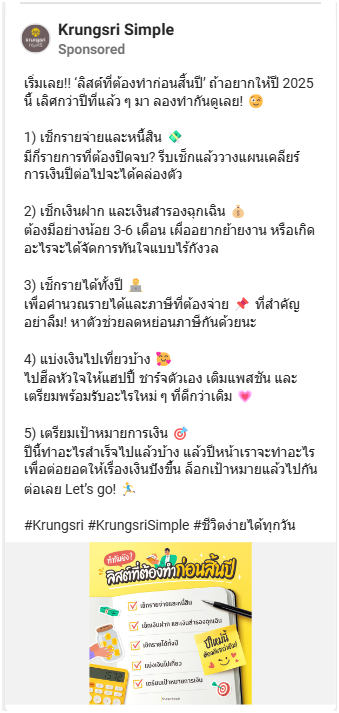 Krungsri Simple
Sponsored
เริ่มเลย!! ‘ลิสต์ที่ต้องทำก่อนสิ้นปี’ ถ้าอยากให้ปี 2025
นี้ เลิศกว่าปีที่แล้ว ๆ มา ลองทำกันดูเลย! 😉
1) เช็กรายจ่ายและหนี้สิน 💸
มีกี่รายการที่ต้องปิดจบ? รีบเช็กแล้ววางแผนเคลียร์
การเงินปีต่อไปจะได้คล่องตัว
2) เช็กเงินฝาก และเงินสำรองฉุกเฉิน 💰
ต้องมีอย่างน้อย 3-6 เดือน เผื่ออยากย้ายงาน หรือเกิด
อะไรจะได้จัดการทันใจแบบไร้กังวล
3) เช็กรายได้ทั้งปี 🧑‍💻
เพื่อคำนวณรายได้และภาษีที่ต้องจ่าย 📌 ที่สำคัญ
อย่าลืม! หาตัวช่วยลดหย่อนภาษีกันด้วยนะ
4) แบ่งเงินไปเที่ยวบ้าง 🥰
ไปฮีลหัวใจให้แฮปปี้ ชาร์จตัวเอง เติมแพสชัน และ
เตรียมพร้อมรับอะไรใหม่ ๆ ที่ดีกว่าเดิม 💗
5) เตรียมเป้าหมายการเงิน 🎯
ปีนี้ทำอะไรสำเร็จไปแล้วบ้าง แล้วปีหน้าเราจะทำอะไร
เพื่อต่อยอดให้เรื่องเงินปังขึ้น ล็อกเป้าหมายแล้วไปกัน
ต่อเลย Let’s go! 🏃
#Krungsri #KrungsriSimple #ชีวิตง่ายได้ทุกวัน
ทำกันยัง?
ลิสต์ที่ต้องทำก่อนสิ้นปี
เช็กรายจ่ายและหนี้สิน
เช็กเงินฝาก และเงินสำรองฉุกเฉิน
เช็กรายได้ทั้งปี
แบ่งเงินไปเที่ยว
เตรียมเป้าหมายการเงิน
ปีใหม่นี้